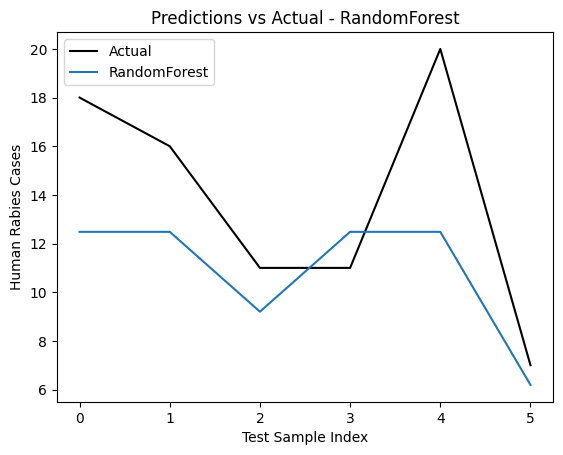 Predictions vs Actual - RandomForest
Actual
RandomForest
Human Rabies Cases
20
18
16
14
12
10
8
6
0 1 2 3 4 5
Test Sample Index